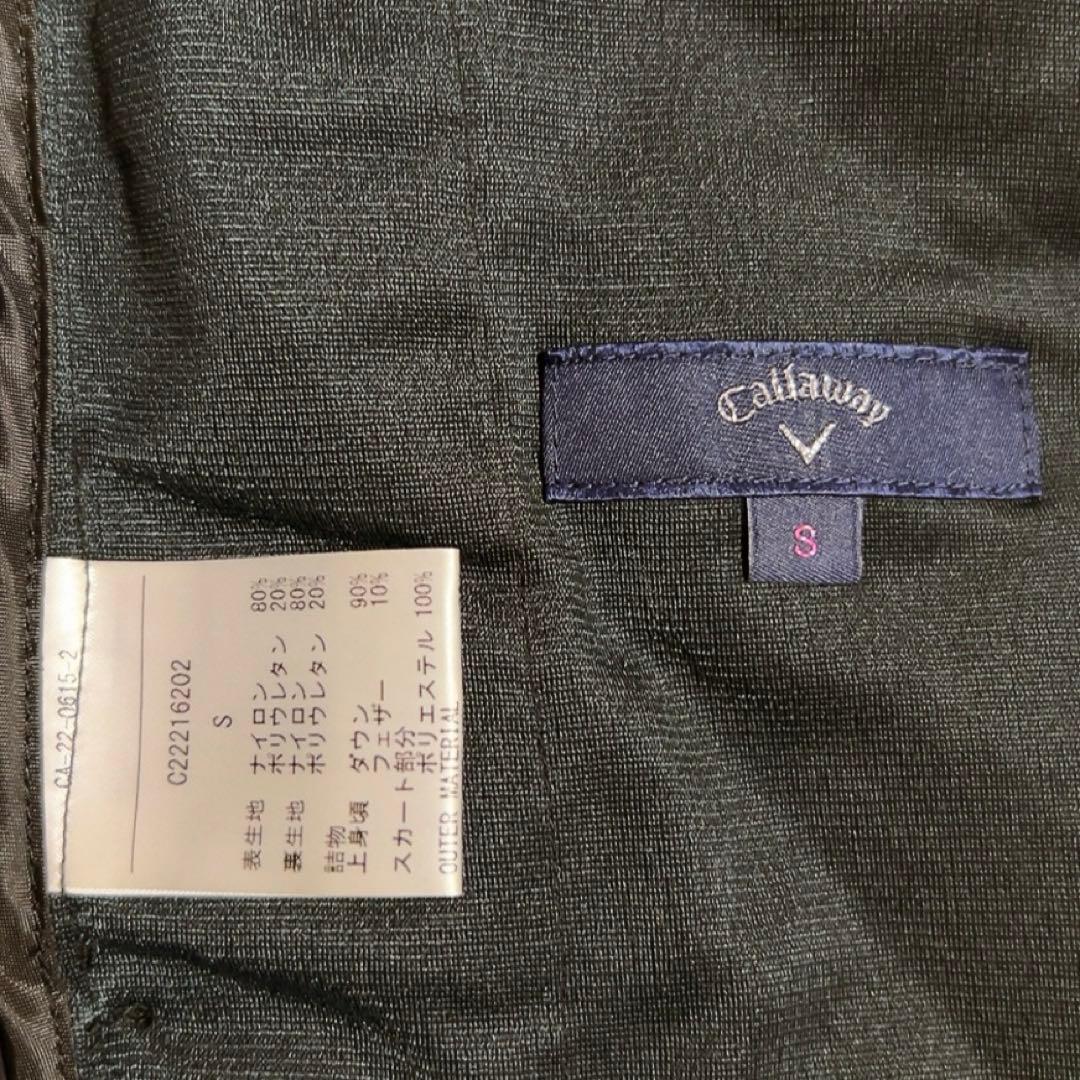 Callaway
S
CA-22-0615-2
C22216202
S
表生地 ナイロン 80%
ポリウレタン 20%
裏生地 ナイロン 80%
ポリウレタン 20%
詰物
上身頃 ダウン 90%
フェザー 10%
スカート部分
ポリエステル 100%
OUTER MATERIAL